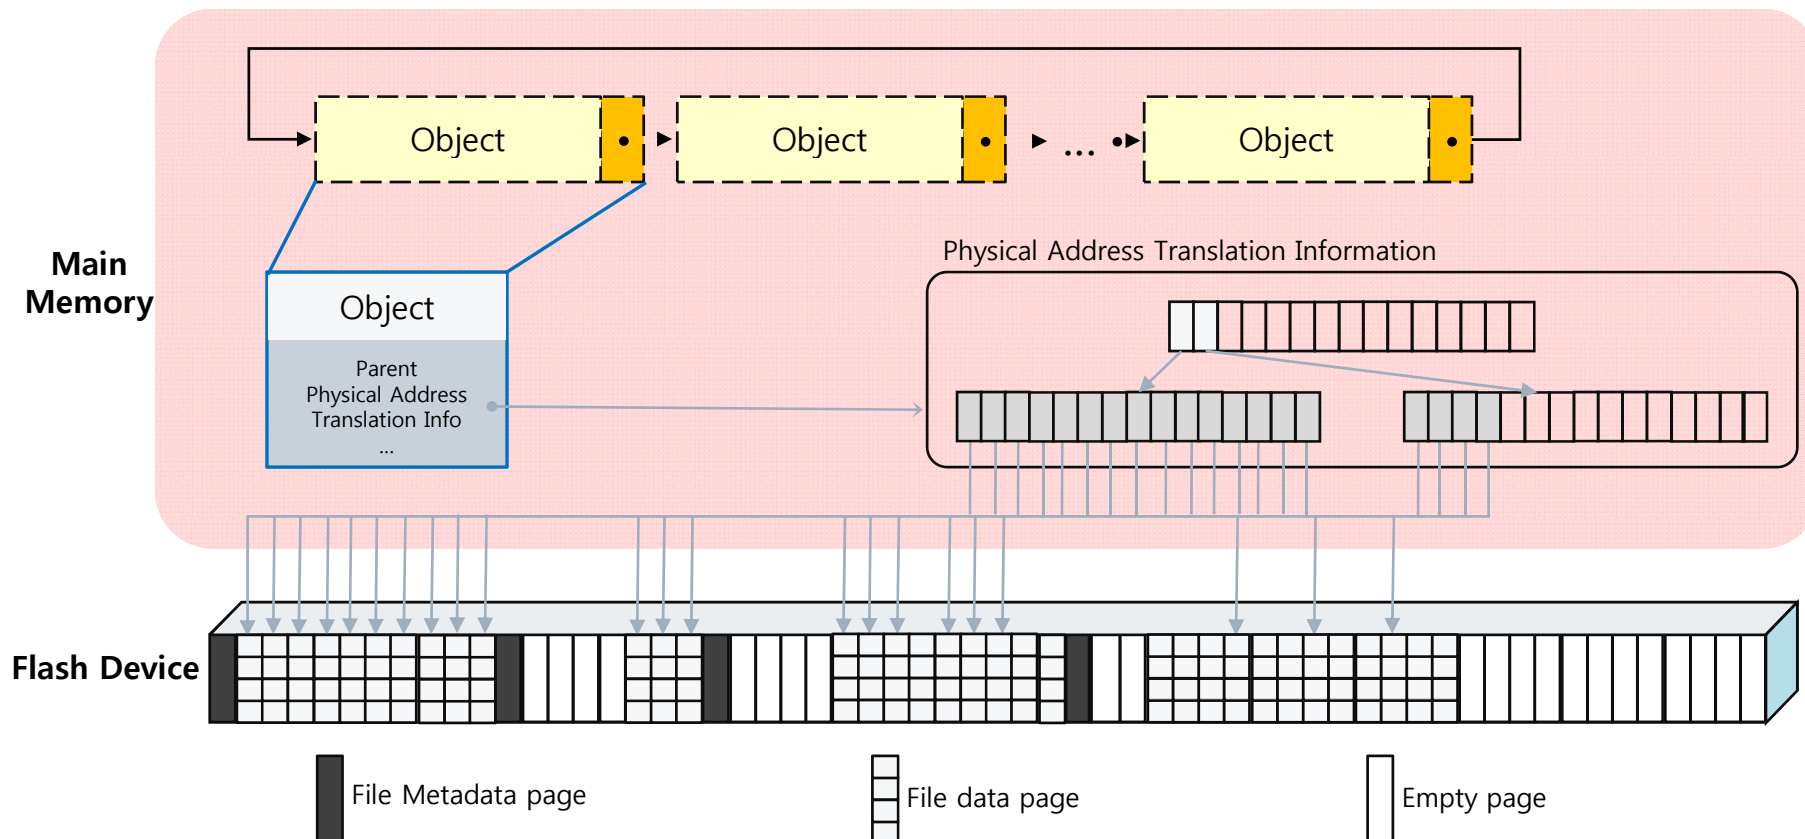 Object
Object
...
Object
Main
Memory
Physical Address Translation Information
Object
Parent
Physical Address
Translation Info
...
Flash Device
File Metadata page
File data page
Empty page